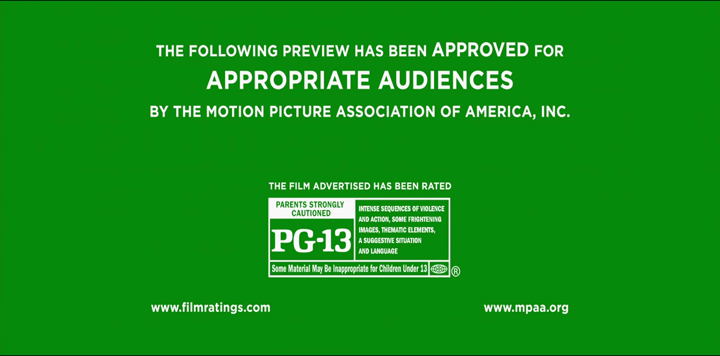 THE FOLLOWING PREVIEW HAS BEEN APPROVED FOR
APPROPRIATE AUDIENCES
BY THE MOTION PICTURE ASSOCIATION OF AMERICA, INC.
THE FILM ADVERTISED HAS BEEN RATED
PARENTS STRONGLY
CAUTIONED
PG-13
INTENSE SEQUENCES OF VIOLENCE
AND ACTION, SOME FRIGHTENING
IMAGES, THEMATIC ELEMENTS,
A SUGGESTIVE SITUATION
AND LANGUAGE
Some Material May Be Inappropriate for Children Under 13
®
www.filmratings.com
www.mpaa.org